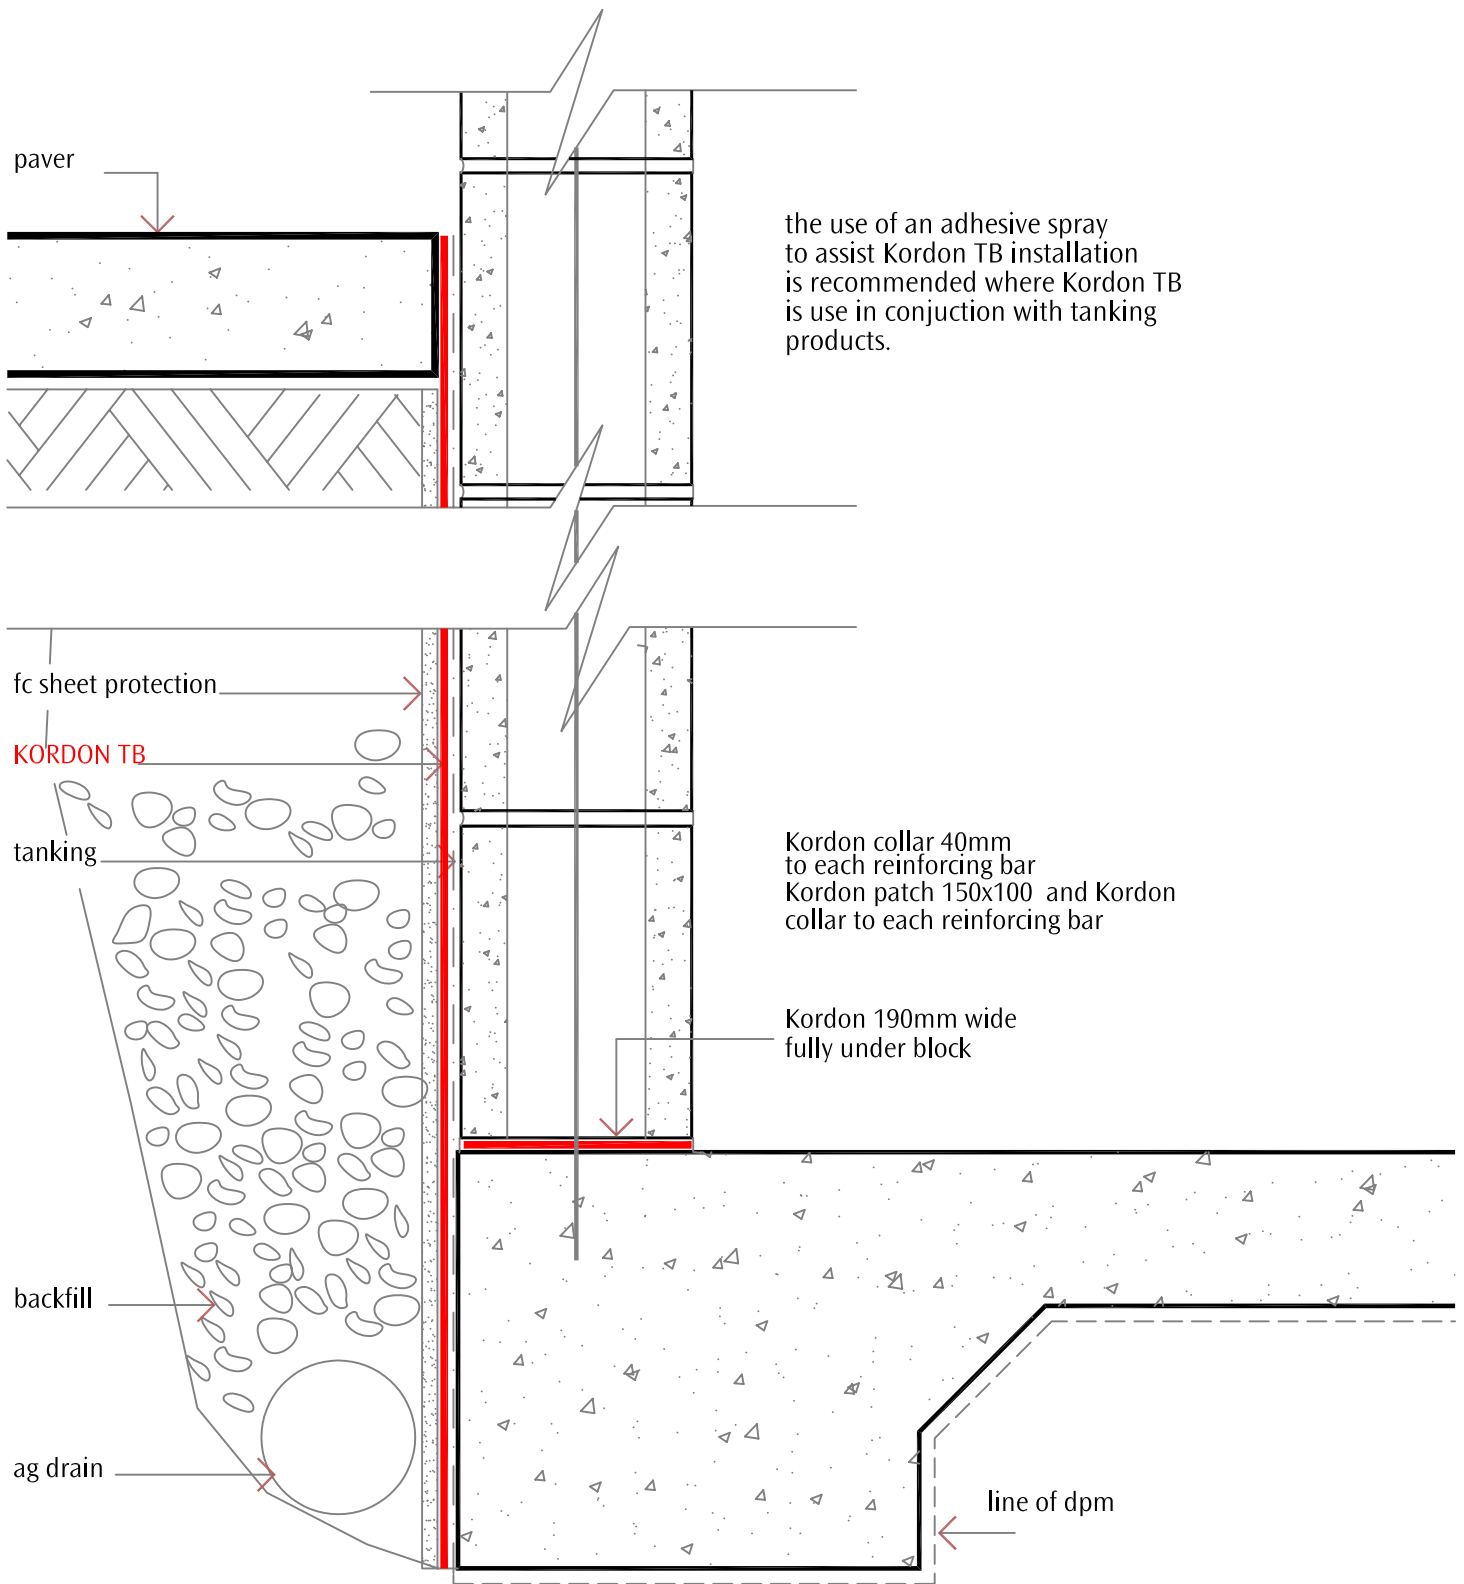 paver
the use of an adhesive spray
to assist Kordon TB installation
is recommended where Kordon TB
is use in conjuction with tanking
products.
fc sheet protection
KORDON TB
tanking
Kordon collar 40mm
to each reinforcing bar
Kordon patch 150x100 and Kordon
collar to each reinforcing bar
Kordon 190mm wide
fully under block
backfill
ag drain
line of dpm